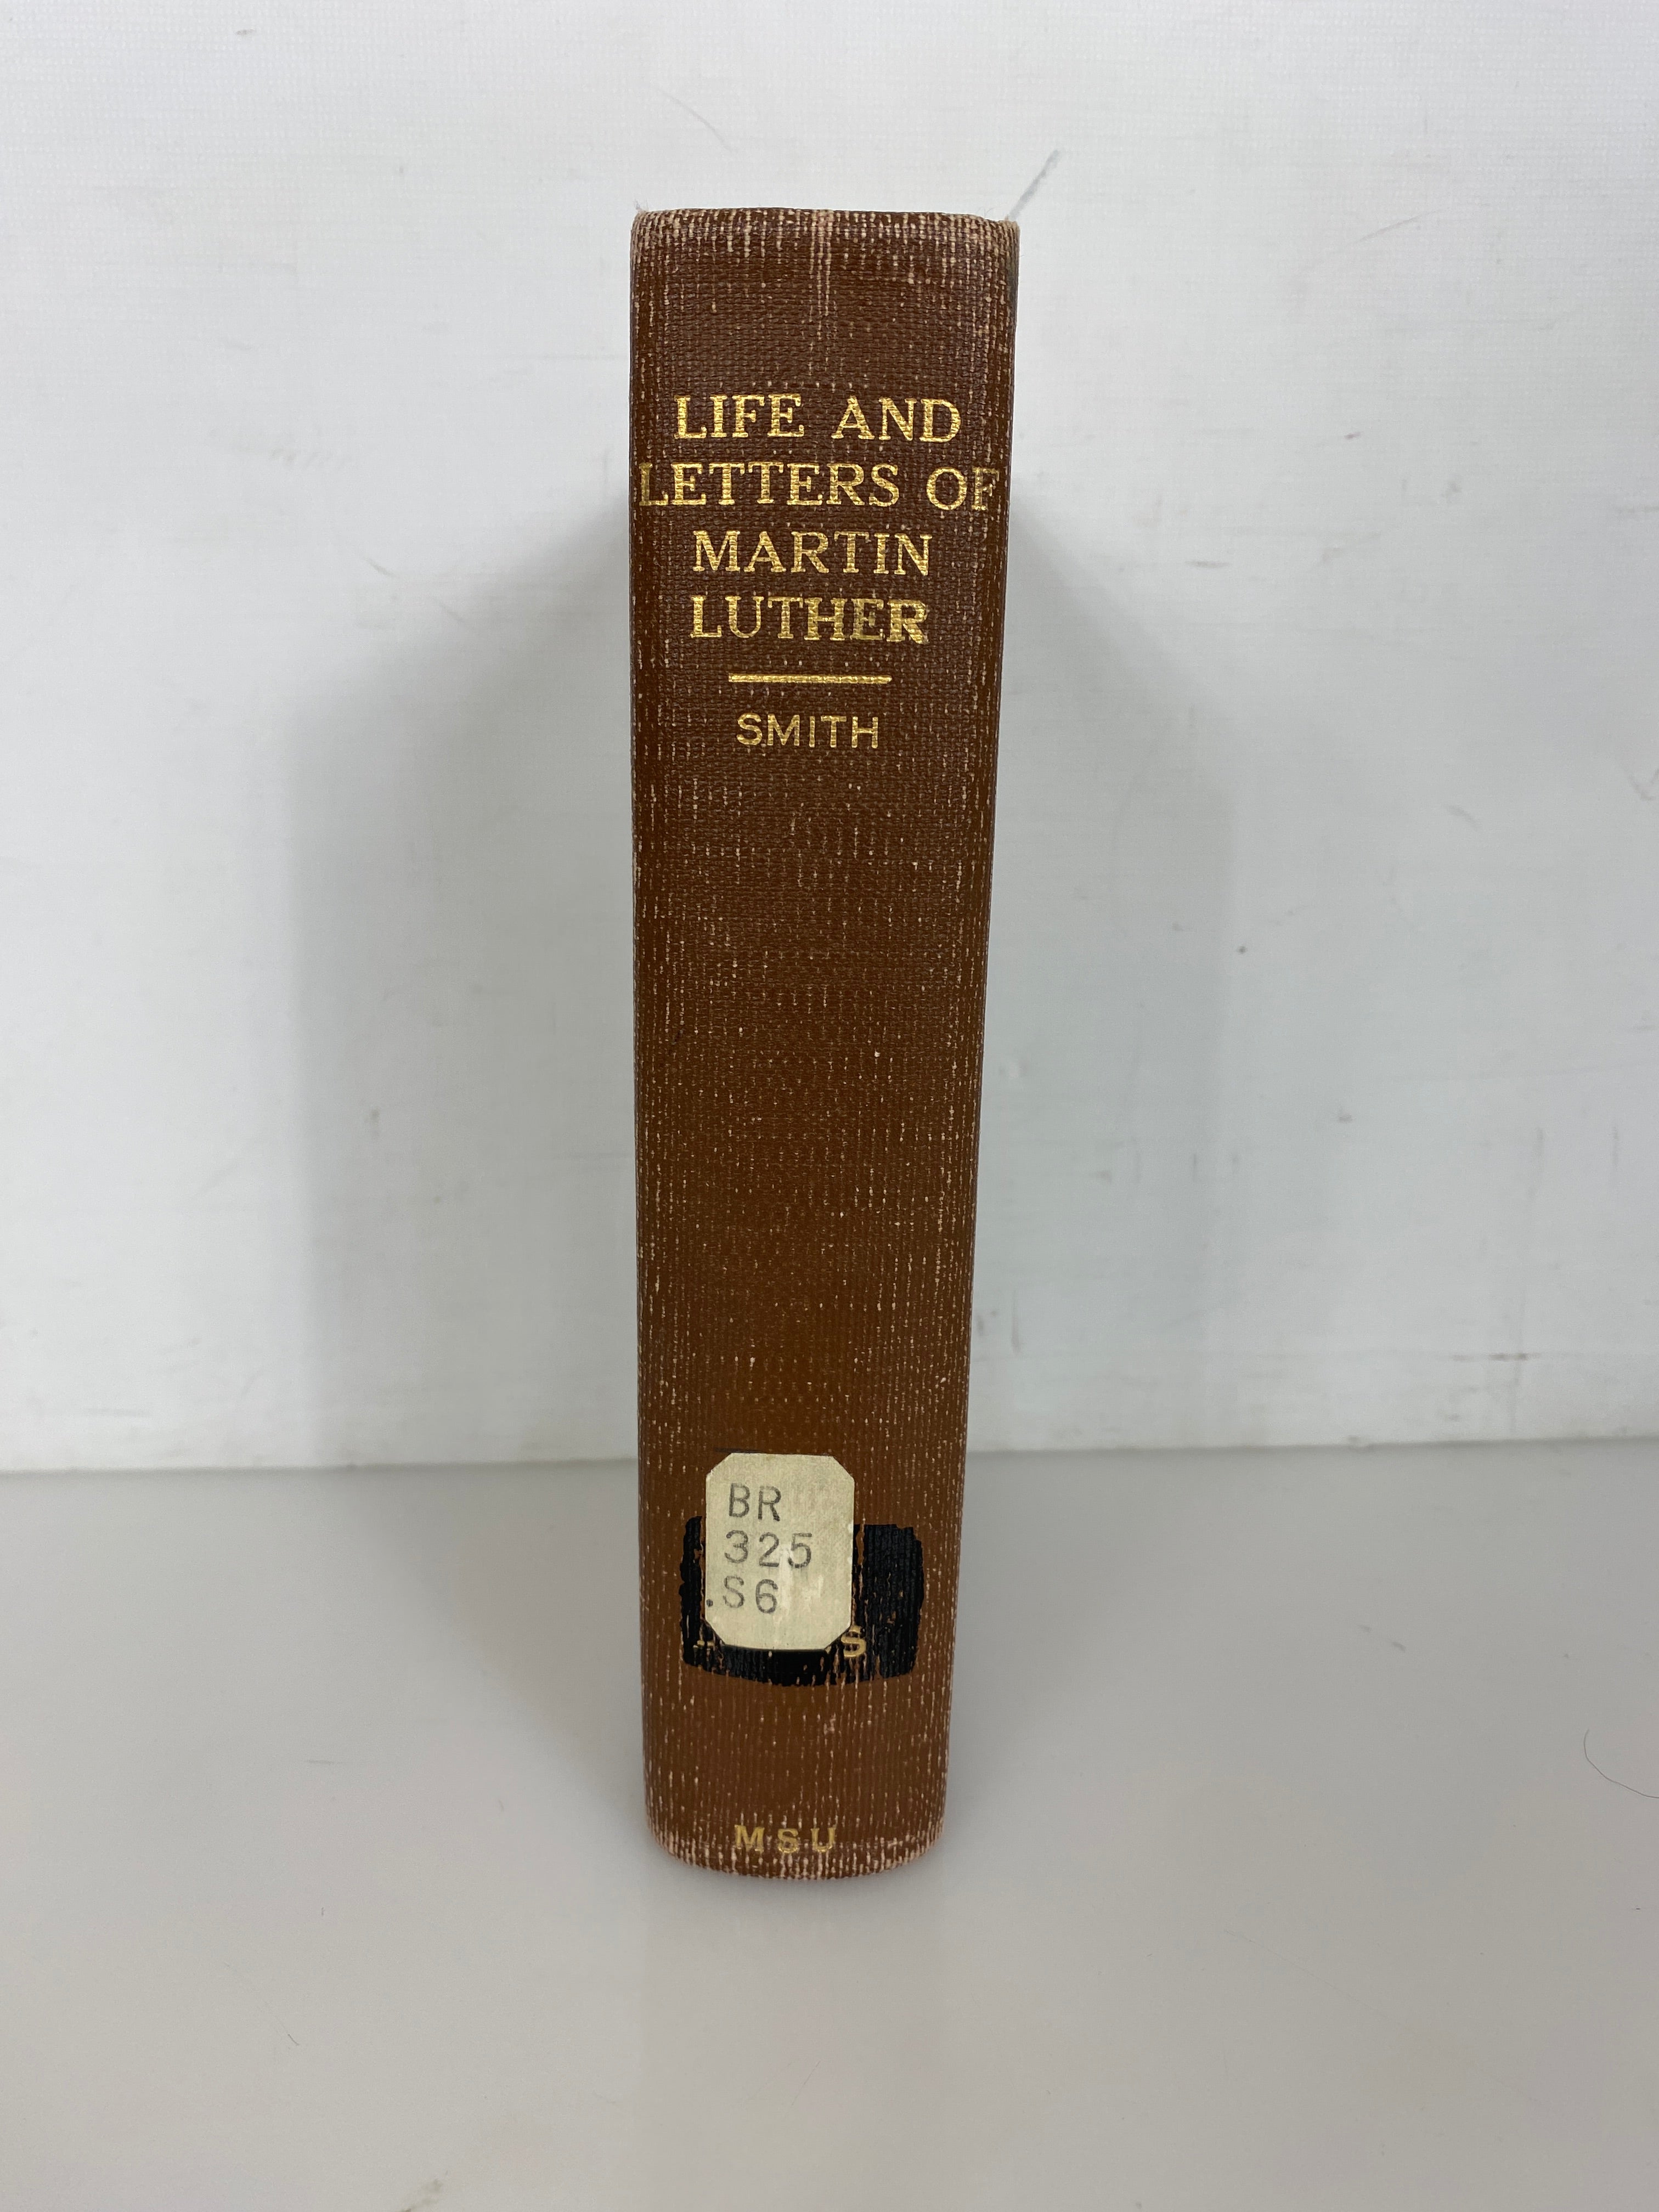 LIFE AND
LETTERS OF
MARTIN
LUTHER
SMITH
BR
325
.S6
MSU